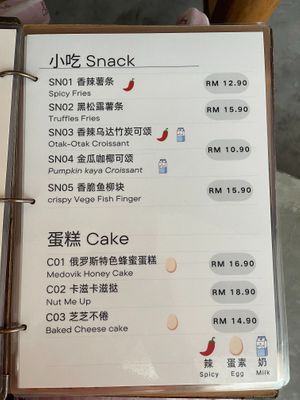 小吃 Snack
SN01 香辣薯条
Spicy Fries
RM 12.90
SN02 黑松露薯条
Truffles Fries
RM 15.90
SN03 香辣乌达竹炭可颂
Otak-Otak Croissant
SN04 金瓜咖椰可颂
Pumpkin kaya Croissant
RM 10.90
SN05 香脆鱼柳块
crispy Vege Fish Finger
RM 15.90
蛋糕 Cake
C01 俄罗斯特色蜂蜜蛋糕
Medovik Honey Cake
RM 16.90
C02 卡滋卡滋挞
Nut Me Up
RM 18.90
C03 芝芝不倦
Baked Cheese cake
RM 14.90
辣 蛋素 奶
Spicy Egg Milk